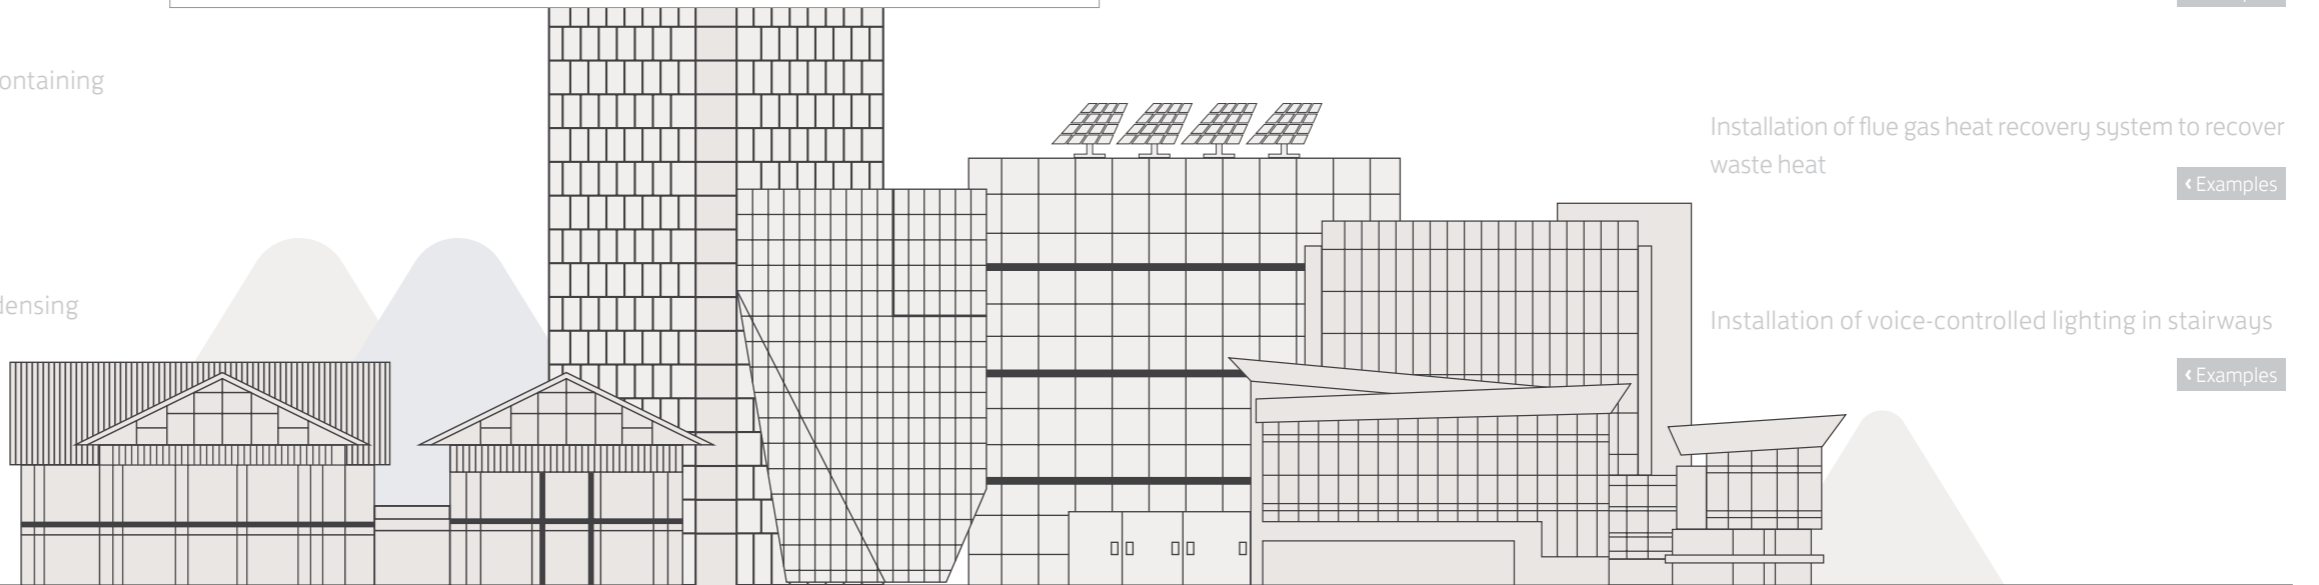 ontaining
Installation of flue gas heat recovery system to recover
waste heat
‹ Examples
densing
Installation of voice-controlled lighting in stairways
‹ Examples